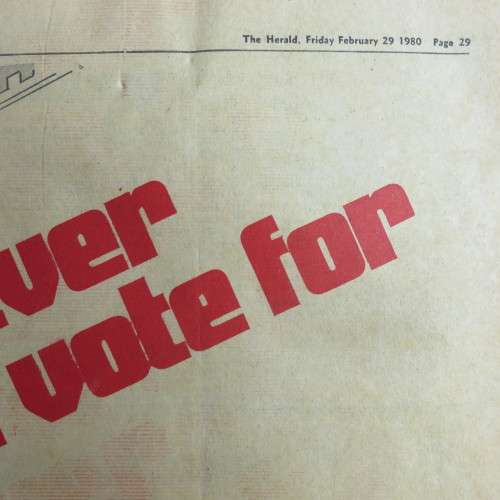 The Herald, Friday February 29 1980 Page 29
ver
vote for